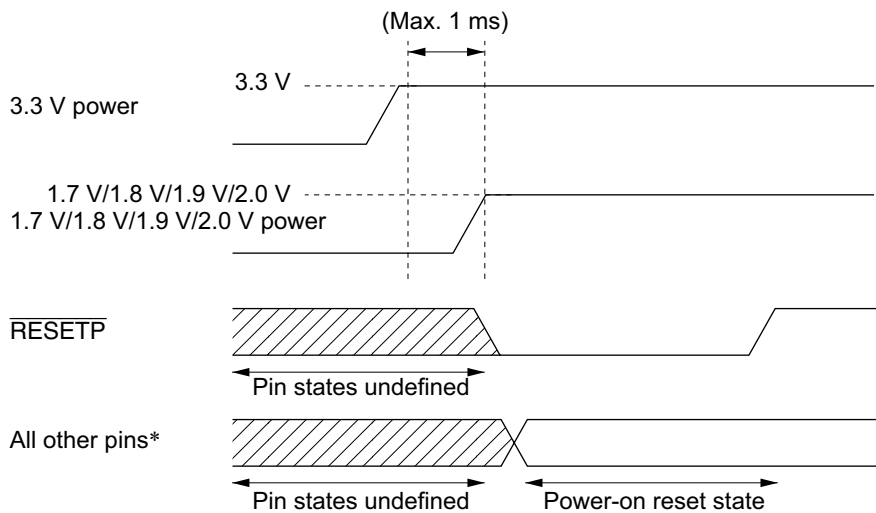 (Max. 1 ms)
3.3 V
3.3 V power
1.7 V/1.8 V/1.9 V/2.0 V
1.7 V/1.8 V/1.9 V/2.0 V power
RESETP
Pin states undefined
All other pins*
Pin states undefined
Power-on reset state